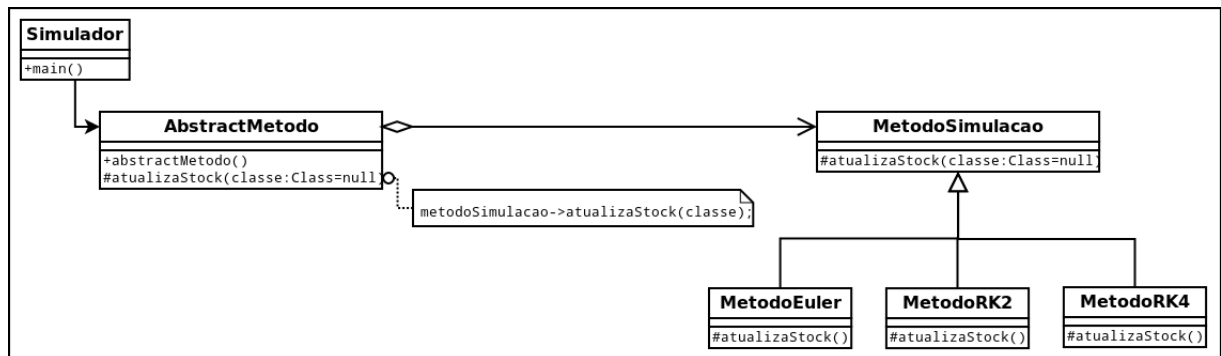 Simulador
+main()
AbstractMetodo
+abstractMetodo()
#atualizaStock(classe:Class=null)
metodoSimulacao->atualizaStock(classe);
MetodoSimulacao
#atualizaStock(classe:Class=null)
MetodoEuler
#atualizaStock()
MetodoRK2
#atualizaStock()
MetodoRK4
#atualizaStock()